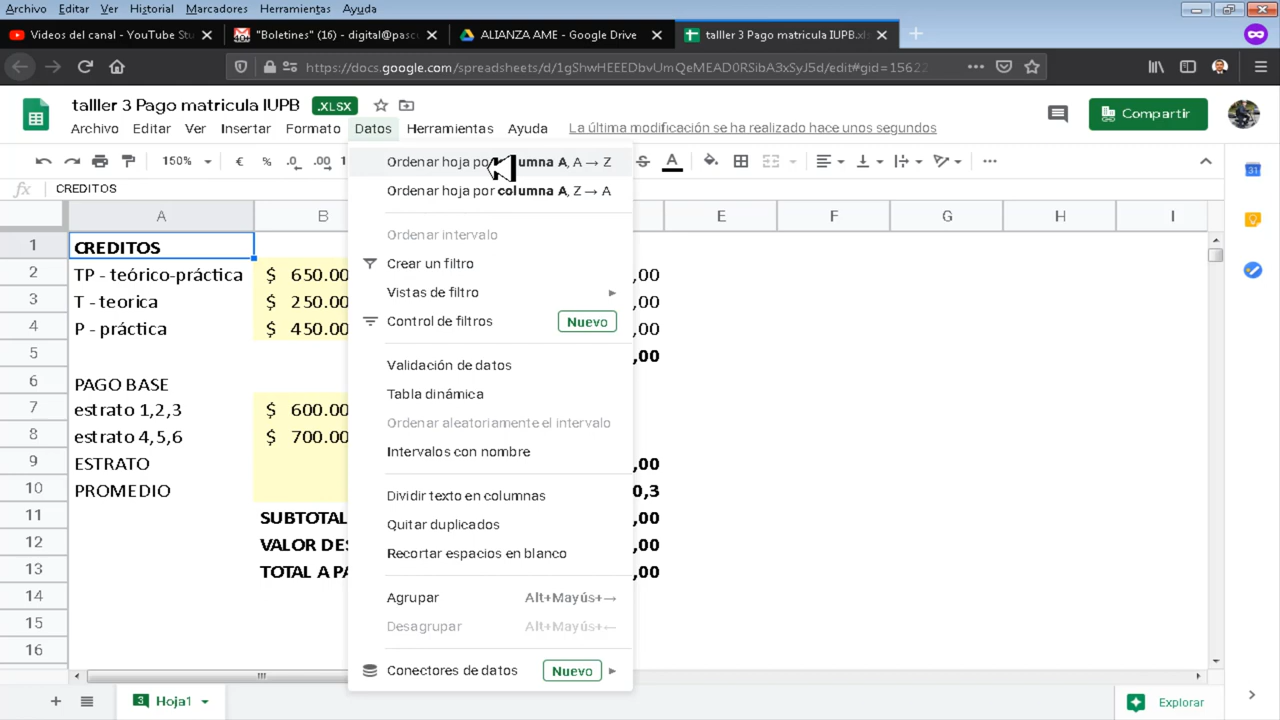 Archivo Editar Ver Historial Marcadores Herramientas Ayuda
Videos del canal - YouTube Stu
"Boletines" (16) - digital@pasc
ALIANZA AME - Google Drive
talller 3 Pago matricula IUPB.xls
https://docs.google.com/spreadsheets/d/1gShwHEEEDbvUmQeMEAD0RSibA3xSyJ5d/edit#gid=15622
talller 3 Pago matricula IUPB .XLSX
Compartir
Archivo Editar Ver Insertar Formato Datos Herramientas Ayuda La última modificación se ha realizado hace unos segundos
150% € .0 .00 1
fx CREDITOS
A B E F G H I
1 CREDITOS
2 TP - teórico-práctica $ 650.00 ,00
3 T - teorica $ 250.00 ,00
4 P - práctica $ 450.00 ,00
5 ,00
6 PAGO BASE
7 estrato 1,2,3 $ 600.00
8 estrato 4,5,6 $ 700.00
9 ESTRATO ,00
10 PROMEDIO 0,3
11 SUBTOTAL ,00
12 VALOR DES ,00
13 TOTAL A PA ,00
14
15
16
Ordenar hoja po umna A, A → Z
Ordenar hoja por columna A, Z → A
Ordenar intervalo
Crear un filtro
Vistas de filtro
Control de filtros Nuevo
Validación de datos
Tabla dinámica
Ordenar aleatoriamente el intervalo
Intervalos con nombre
Dividir texto en columnas
Quitar duplicados
Recortar espacios en blanco
Agrupar Alt+Mayús+→
Desagrupar Alt+Mayús+←
Conectores de datos Nuevo
3 Hoja1
Explorar